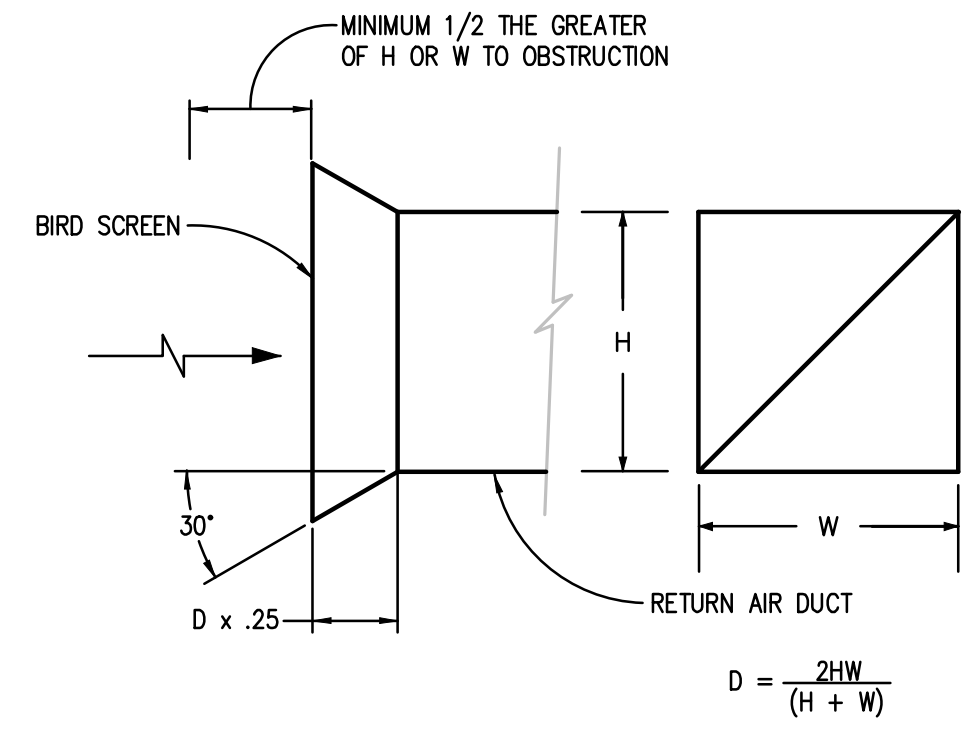 MINIMUM 1/2 THE GREATER
OF H OR W TO OBSTRUCTION
BIRD SCREEN
H
30°
W
D x .25
RETURN AIR DUCT
D = 2HW
(H + W)